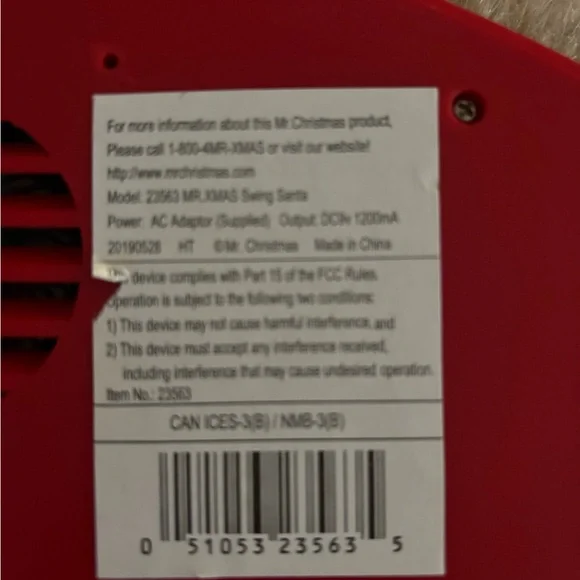 For more information about this Mr. Christmas product,
Please call 1-800-4MR-XMAS or visit our website!
http://www.mrchristmas.com
Model: 23563 MR.XMAS Swing Santa
Power: AC Adaptor (Supplied) Output: DC9v 1200mA
20190528 HT ©Mr. Christmas Made in China
This device complies with Part 15 of the FCC Rules.
Operation is subject to the following two conditions:
1) This device may not cause harmful interference, and
2) This device must accept any interference received,
including interference that may cause undesired operation.
Item No.: 23563
CAN ICES-3(B) / NMB-3(B)
0 51053 23563 5